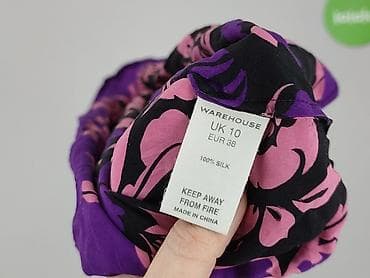 WAREHOUSE
UK 10
EUR 38
100% SILK
KEEP AWAY
FROM FIRE
MADE IN CHINA